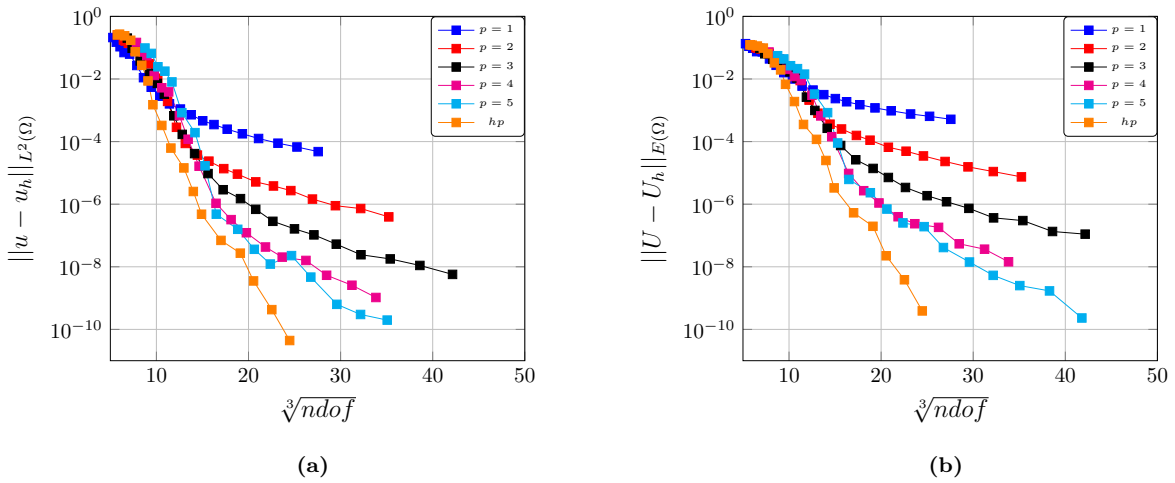 10^0
10^−2
10^−4
10^−6
10^−8
10^−10
||u − u_h||_{L^2(Ω)}
10 20 30 40 50
∛ndof
p = 1
p = 2
p = 3
p = 4
p = 5
hp
(a)
10^0
10^−2
10^−4
10^−6
10^−8
10^−10
||U − U_h||_{E(Ω)}
10 20 30 40 50
∛ndof
p = 1
p = 2
p = 3
p = 4
p = 5
hp
(b)